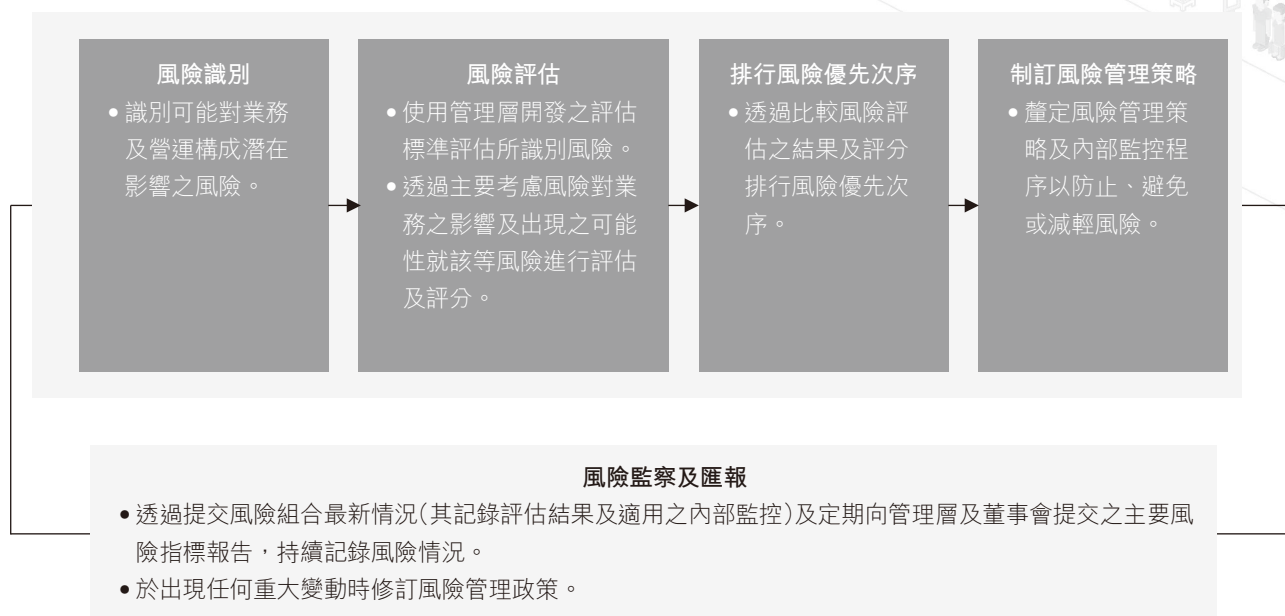 風險識別
• 識別可能對業務
及營運構成潛在
影響之風險。
風險評估
• 使用管理層開發之評估
標準評估所識別風險。
• 透過主要考慮風險對業
務之影響及出現之可能
性就該等風險進行評估
及評分。
排行風險優先次序
• 透過比較風險評
估之結果及評分
排行風險優先次
序。
制訂風險管理策略
• 釐定風險管理策
略及內部監控程
序以防止、避免
或減輕風險。
風險監察及匯報
• 透過提交風險組合最新情況(其記錄評估結果及適用之內部監控)及定期向管理層及董事會提交之主要風
險指標報告，持續記錄風險情況。
• 於出現任何重大變動時修訂風險管理政策。